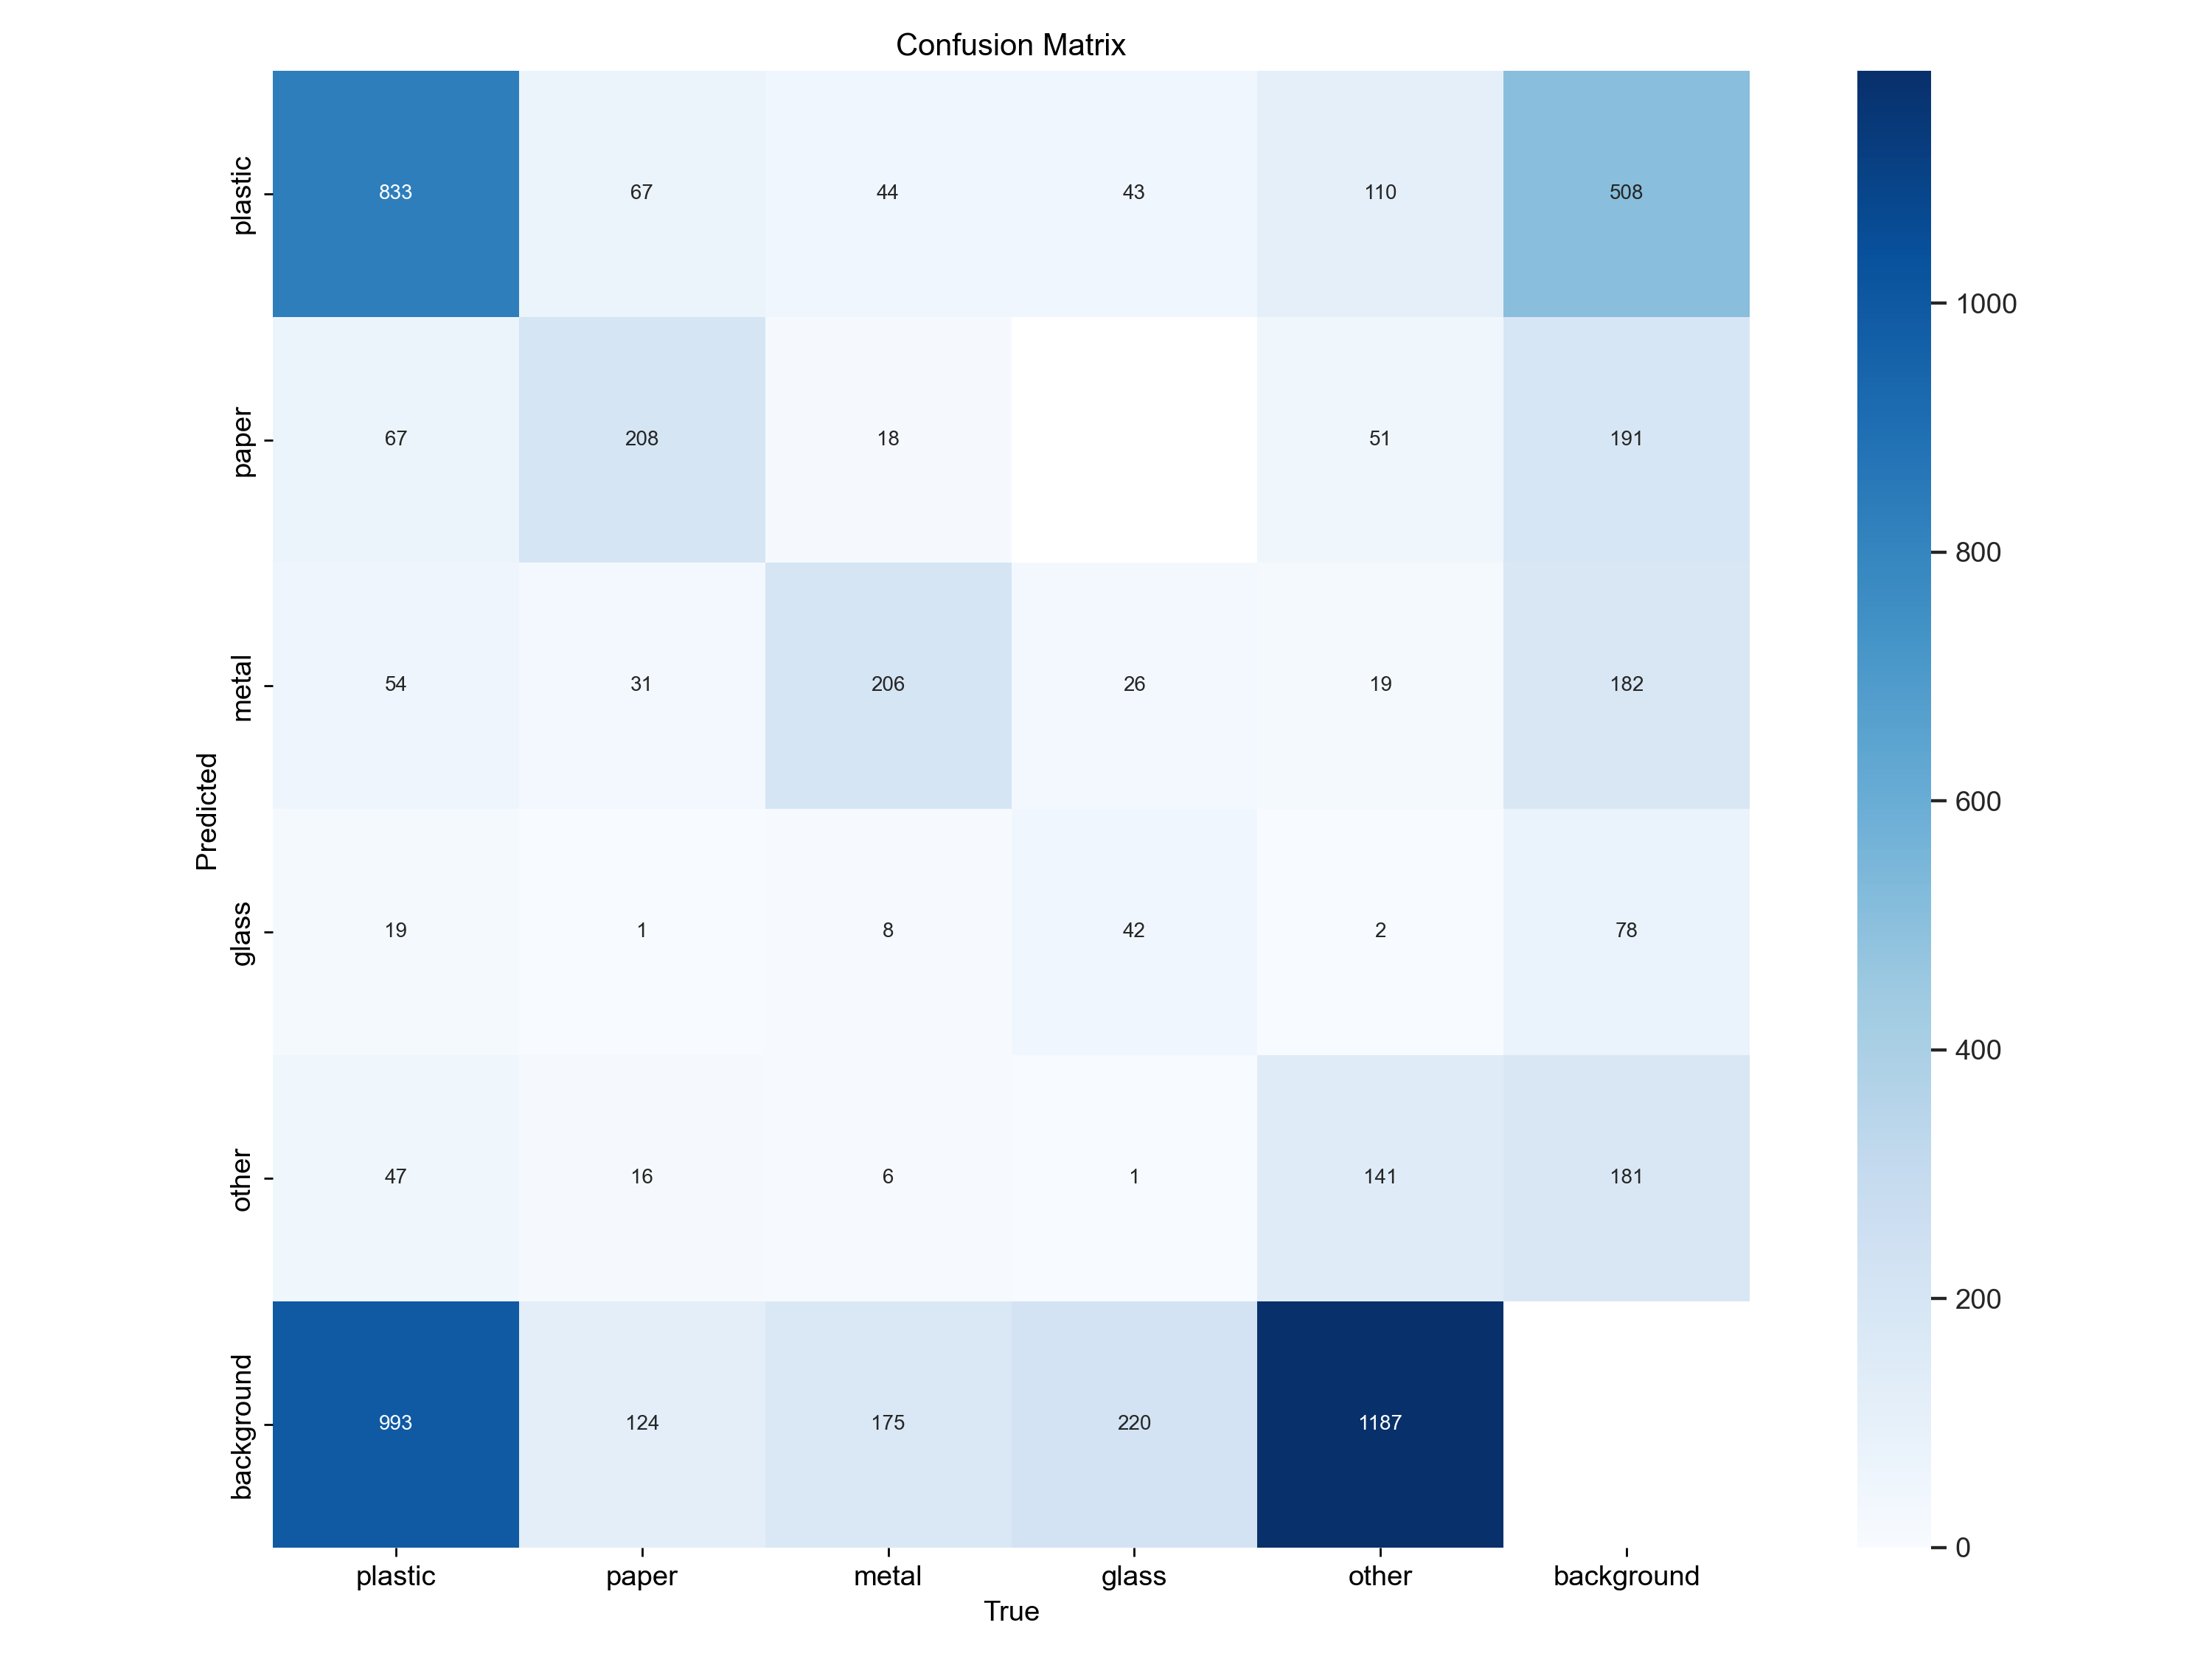 Confusion Matrix
plastic 833 67 44 43 110 508
paper 67 208 18 51 191
metal 54 31 206 26 19 182
glass 19 1 8 42 2 78
other 47 16 6 1 141 181
background 993 124 175 220 1187
plastic paper metal glass other background
True
Predicted
1000
800
600
400
200
0